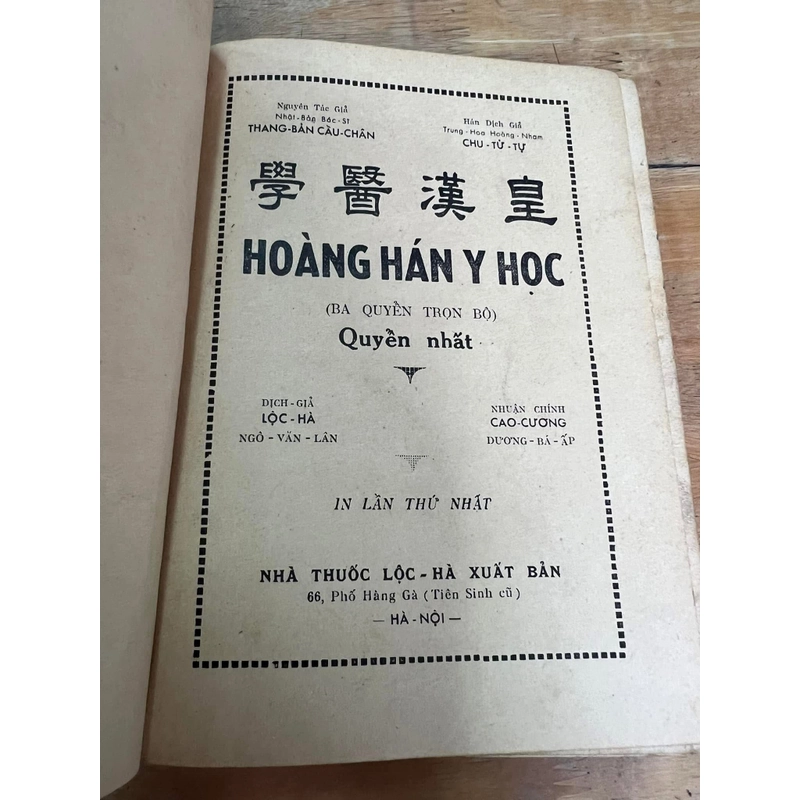 Nguyên Tác Giả
Nhật-Bản Bác-Sĩ
THANG-BẢN CẦU-CHÂN
Hán Dịch Giả
Trung-Hoa Hoàng-Nham
CHU-TỬ-TỰ
學醫漢皇
HOÀNG HÁN Y HỌC
(BA QUYỂN TRỌN BỘ)
Quyển nhất
DỊCH-GIẢ
LỘC-HÀ
NGÔ-VĂN-LÂN
NHUẬN CHÍNH
CAO-CƯƠNG
DƯƠNG-BÁ-ẤP
IN LẦN THỨ NHẤT
NHÀ THUỐC LỘC-HÀ XUẤT BẢN
66, Phố Hàng Gà (Tiên Sinh cũ)
— HÀ-NỘI —